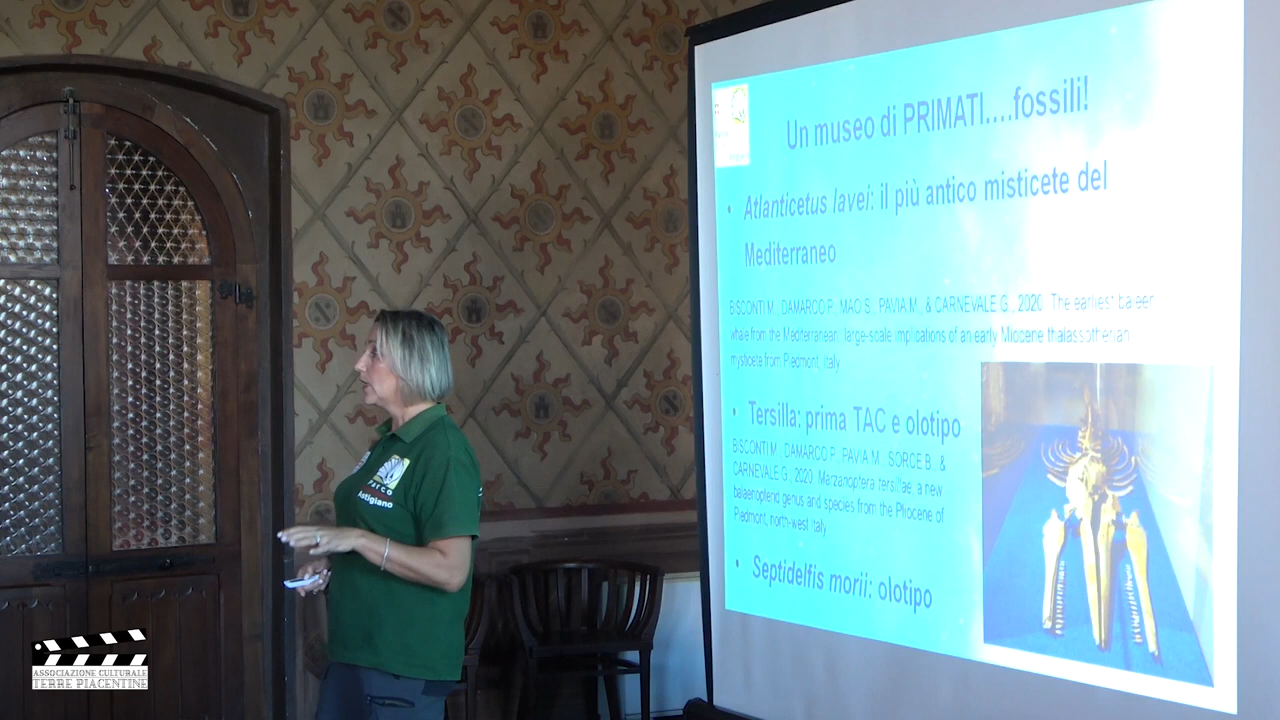 Un museo di PRIMATI....fossili!
• Atlanticetus lavei: il più antico misticete del
Mediterraneo
BISCONTI M., DAMARCO P., MAO S., PAVIA M., & CARNEVALE G., 2020. The earliest baleen
whale from the Mediterranean: large-scale implications of an early Miocene thalassotherian
mysticete from Piedmont, Italy
• Tersilla: prima TAC e olotipo
BISCONTI M., DAMARCO P., PAVIA M., SORCE B., &
CARNEVALE G., 2020. Marzanoptera tersillae, a new
balaenopterid genus and species from the Pliocene of
Piedmont, north-west Italy
• Septidelfis morii: olotipo
Parco
Astigiano
ASSOCIAZIONE CULTURALE
TERRE PIACENTINE